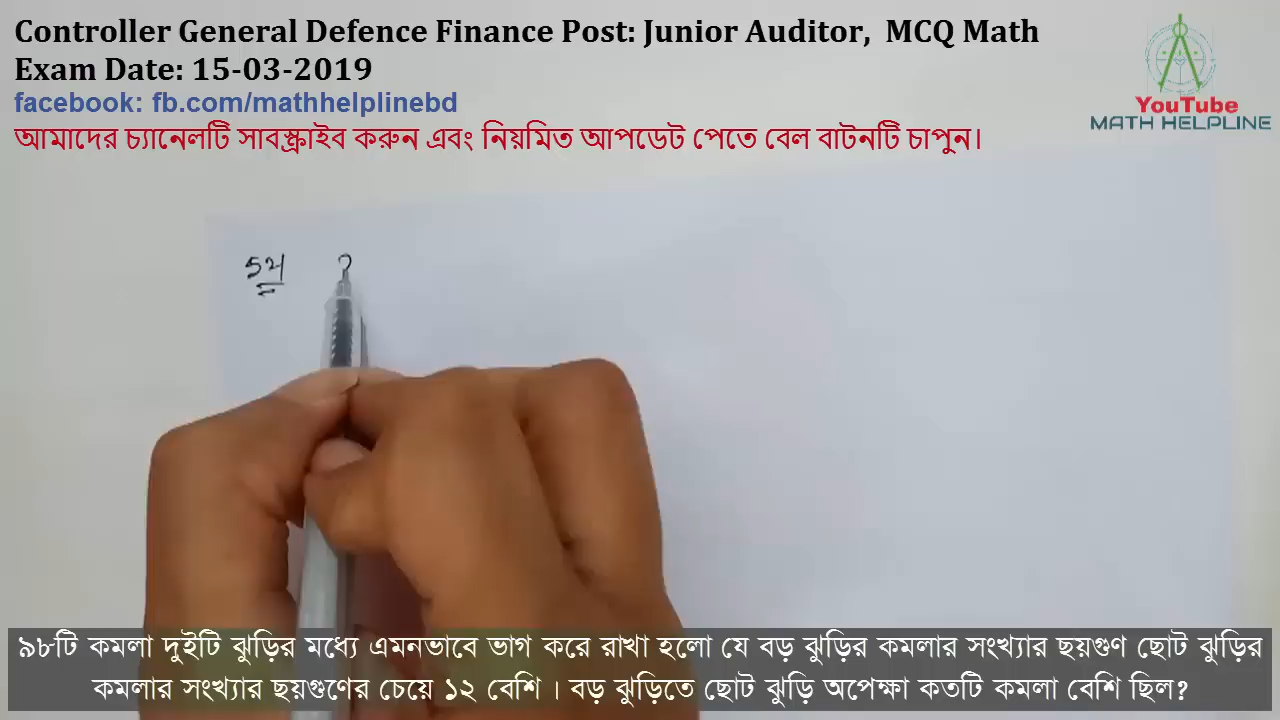 Controller General Defence Finance Post: Junior Auditor, MCQ Math
Exam Date: 15-03-2019
facebook: fb.com/mathhelplinebd
আমাদের চ্যানেলটি সাবস্ক্রাইব করুন এবং নিয়মিত আপডেট পেতে বেল বাটনটি চাপুন।
YouTube
MATH HELPLINE
৯৮টি কমলা দুইটি ঝুড়ির মধ্যে এমনভাবে ভাগ করে রাখা হলো যে বড় ঝুড়ির কমলার সংখ্যার ছয়গুণ ছোট ঝুড়ির
কমলার সংখ্যার ছয়গুণের চেয়ে ১২ বেশি । বড় ঝুড়িতে ছোট ঝুড়ি অপেক্ষা কতটি কমলা বেশি ছিল?